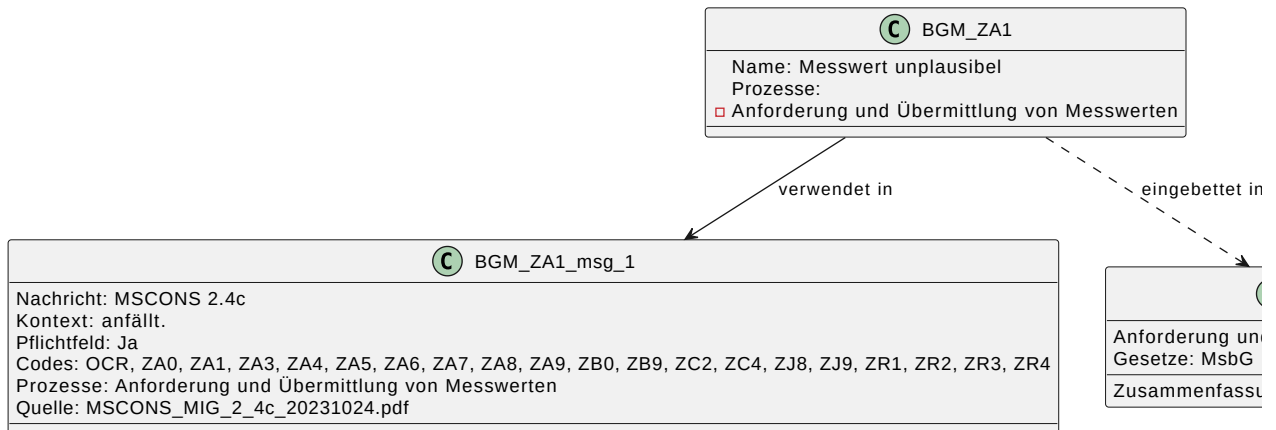 C BGM_ZA1
Name: Messwert unplausibel
Prozesse:
Anforderung und Übermittlung von Messwerten
verwendet in
eingebettet in
C BGM_ZA1_msg_1
Nachricht: MSCONS 2.4c
Kontext: anfällt.
Pflichtfeld: Ja
Codes: OCR, ZA0, ZA1, ZA3, ZA4, ZA5, ZA6, ZA7, ZA8, ZA9, ZB0, ZB9, ZC2, ZC4, ZJ8, ZJ9, ZR1, ZR2, ZR3, ZR4
Prozesse: Anforderung und Übermittlung von Messwerten
Quelle: MSCONS_MIG_2_4c_20231024.pdf
Anforderung und
Gesetze: MsbG
Zusammenfassu